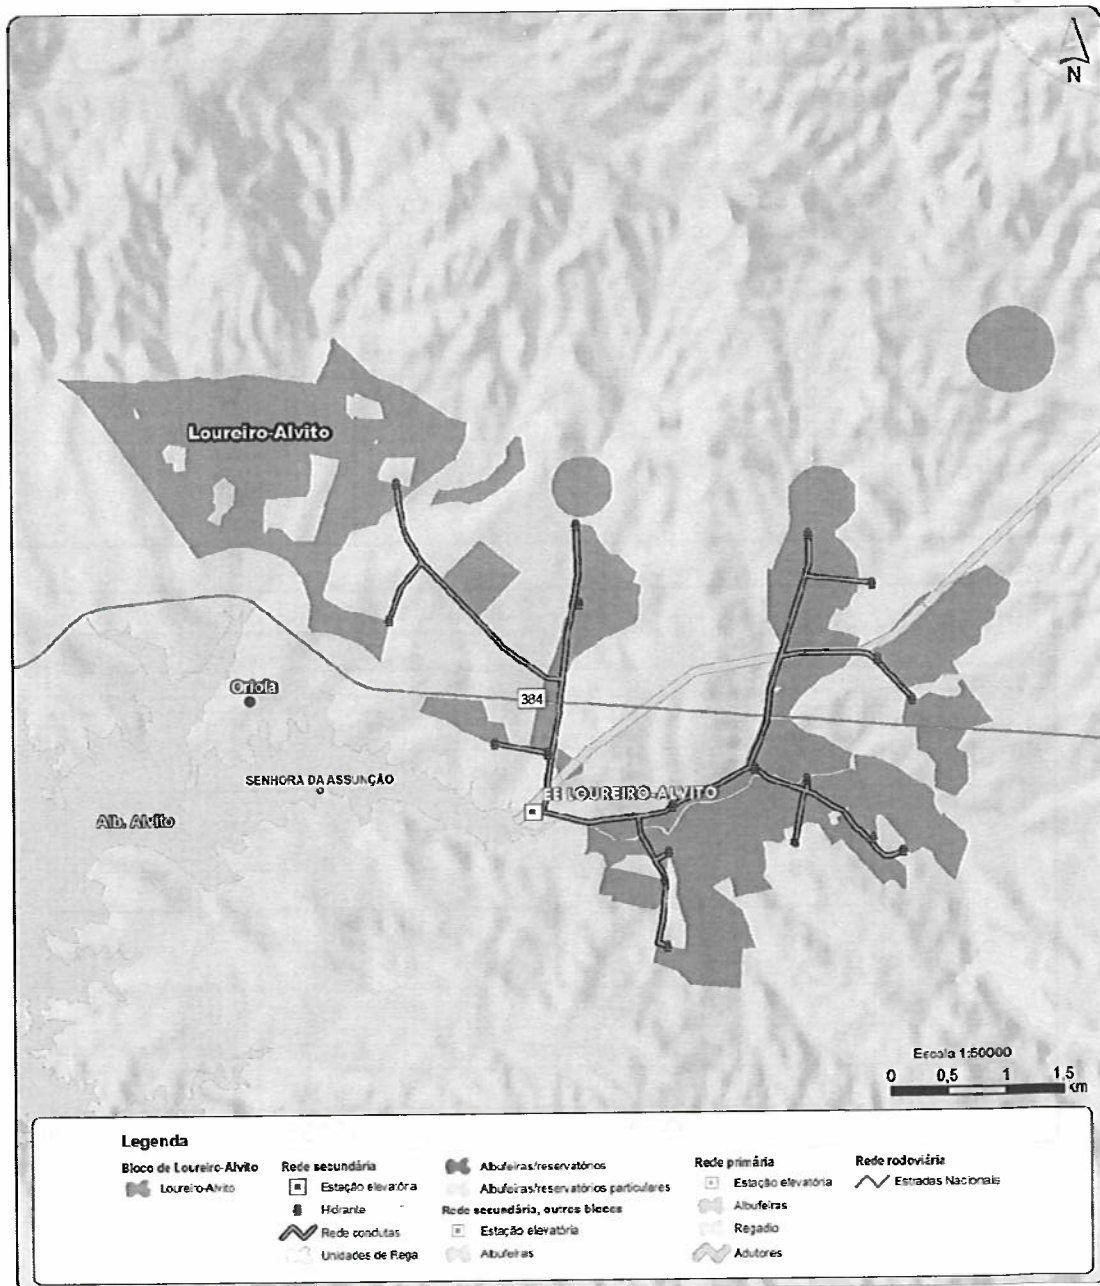 N
Loureiro-Alvito
384
Oriola
SENHORA DA ASSUNÇÃO
EE LOUREIRO-ALVITO
Alb. Alvito
Escala 1:50000
0 0,5 1 1,5 km
Legenda
Bloco de Loureiro-Alvito
Loureiro-Alvito
Rede secundária
Estação elevatória
Hidrante
Rede condutas
Unidades de Rega
Albufeiras/reservatórios
Albufeiras/reservatórios particulares
Rede secundária, outros blocos
Estação elevatória
Albufeiras
Rede primária
Estação elevatória
Albufeiras
Regadio
Adutores
Rede rodoviária
Estradas Nacionais